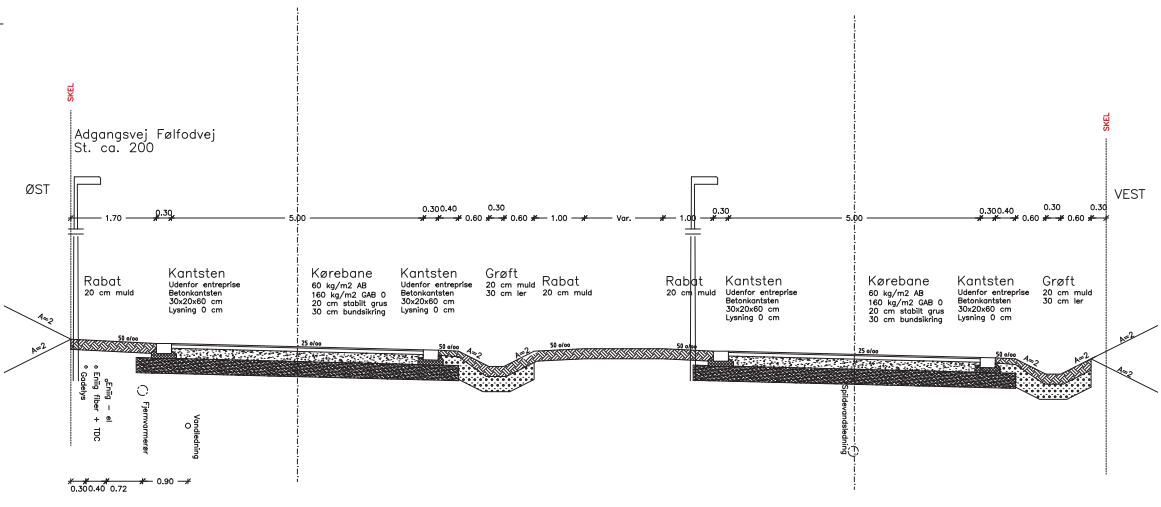 SKEL
SKEL
Adgangsvej Følfodvej
St. ca. 200
ØST
VEST
1.70
0.30
5.00
0.30
0.40
0.60
0.30
0.60
1.00
Var.
1.00
0.30
5.00
0.30
0.40
0.60
0.30
0.60
0.30
Rabat
20 cm muld
Kantsten
Udenfor entreprise
Betonkantsten
30x20x60 cm
Lysning 0 cm
Kørebane
60 kg/m2 AB
160 kg/m2 GAB 0
20 cm stabilt grus
30 cm bundsikring
Kantsten
Udenfor entreprise
Betonkantsten
30x20x60 cm
Lysning 0 cm
Grøft
20 cm muld
30 cm ler
Rabat
20 cm muld
Rabat
20 cm muld
Kantsten
Udenfor entreprise
Betonkantsten
30x20x60 cm
Lysning 0 cm
Kørebane
60 kg/m2 AB
160 kg/m2 GAB 0
20 cm stabilt grus
30 cm bundsikring
Kantsten
Udenfor entreprise
Betonkantsten
30x20x60 cm
Lysning 0 cm
Grøft
20 cm muld
30 cm ler
A=2
A=2
50 o/oo
25 o/oo
50 o/oo
A=2
A=2
50 o/oo
50 o/oo
25 o/oo
50 o/oo
A=2
A=2
A=2
A=2
Gadelys
Eniig fiber + TDC
Eniig - el
Fjernvarmerør
Vandledning
Spildevandsledning
0.30
0.40
0.72
0.90